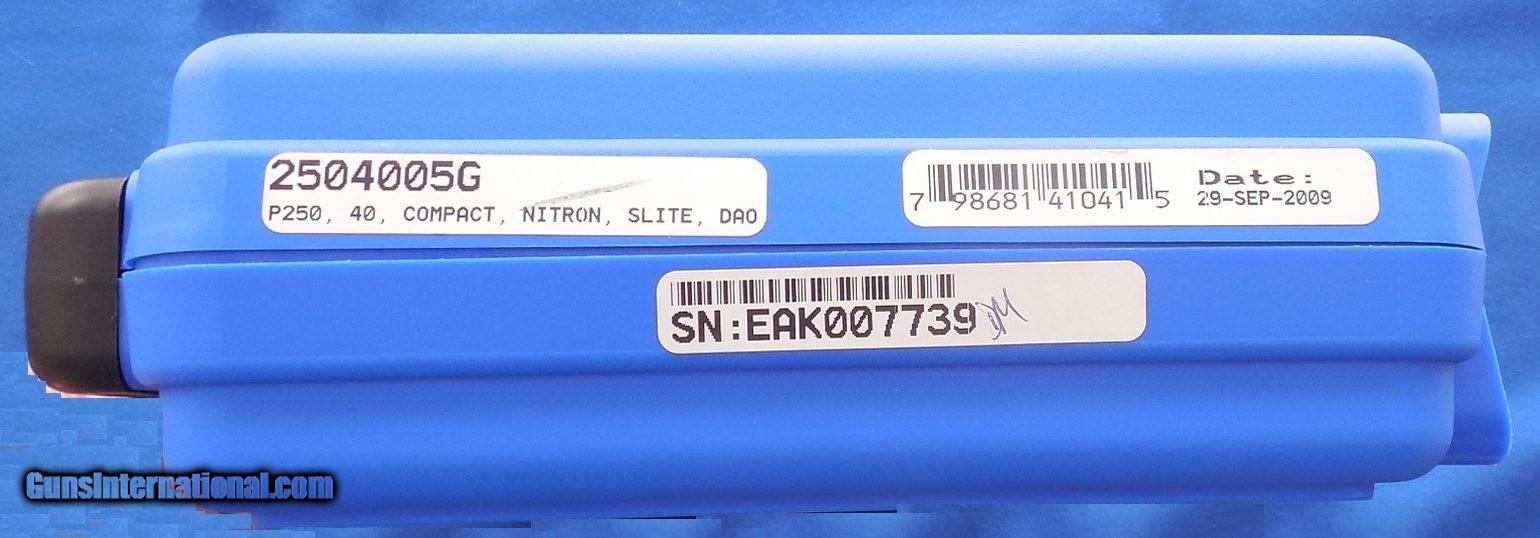 2504005G
P250, 40, COMPACT, NITRON, SLITE, DAO
7 98681 41041 5
Date:
29-SEP-2009
SN:EAK007739
GunsInternational.com